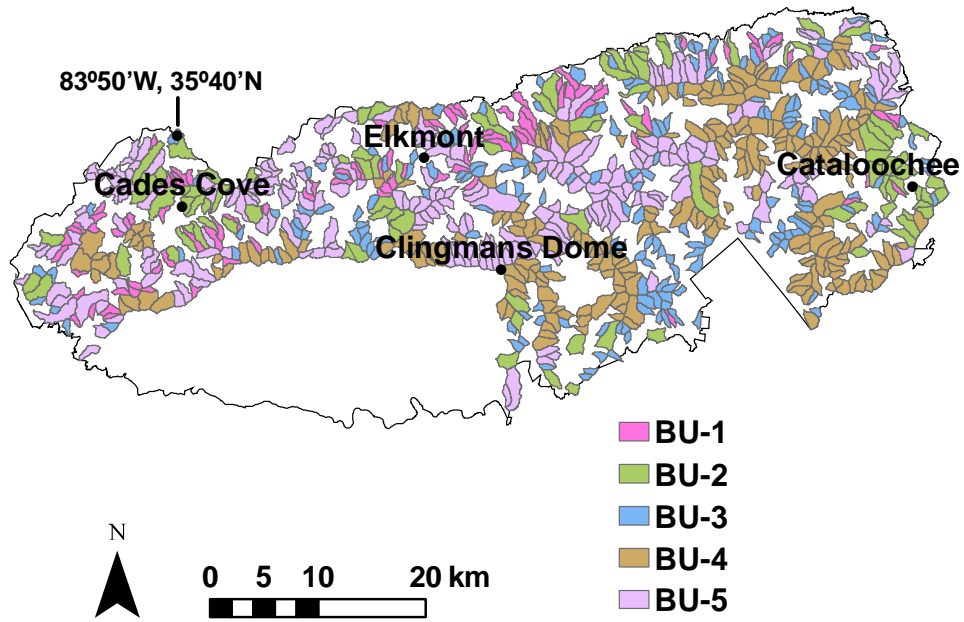 83º50’W, 35º40’N
Elkmont
Cataloochee
Cades Cove
Clingmans Dome
BU-1
BU-2
BU-3
BU-4
BU-5
N
0 5 10 20 km